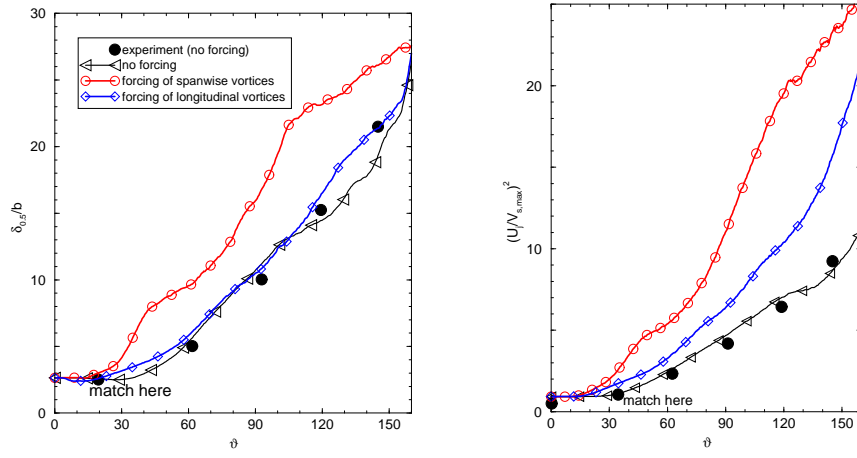 30
20
10
0
δ0.5/b
experiment (no forcing)
no forcing
forcing of spanwise vortices
forcing of longitudinal vortices
match here
0 30 60 90 120 150
ϑ
20
10
0
(Uj/Vs,max)2
match here
0 30 60 90 120 150
ϑ